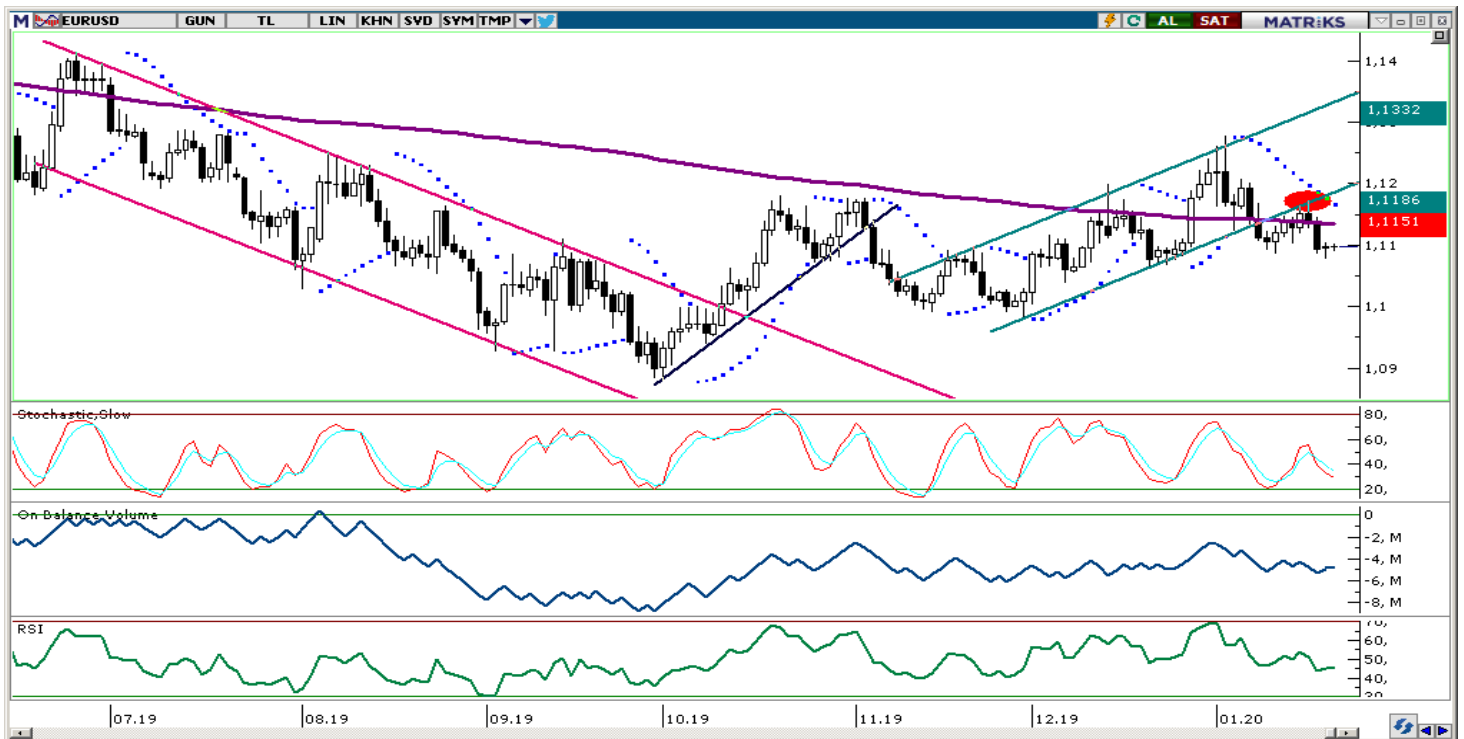 M EURUSD GUN TL LIN KHN SVD SYM TMP AL SAT MATRiKS
1,14
1,1332
1,12
1,1186
1,1151
1,11
1,1
1,09
Stochastic,Slow
80,
60,
40,
20,
On Balance Volume
0
-2, M
-4, M
-6, M
-8, M
RSI
70,
60,
50,
40,
30
07.19 08.19 09.19 10.19 11.19 12.19 01.20